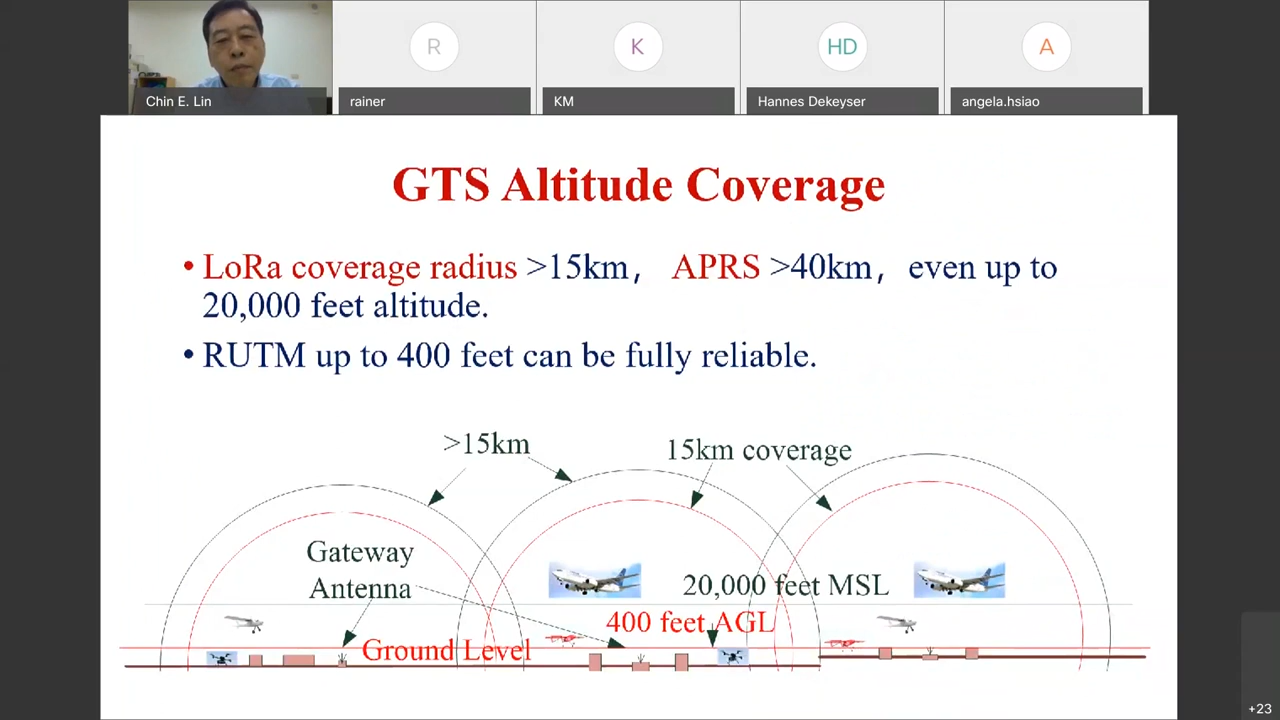 R
K
HD
A
Chin E. Lin
rainer
KM
Hannes Dekeyser
angela.hsiao
GTS Altitude Coverage
• LoRa coverage radius >15km， APRS >40km，even up to
20,000 feet altitude.
• RUTM up to 400 feet can be fully reliable.
>15km
15km coverage
Gateway
Antenna
20,000 feet MSL
400 feet AGL
Ground Level
+23